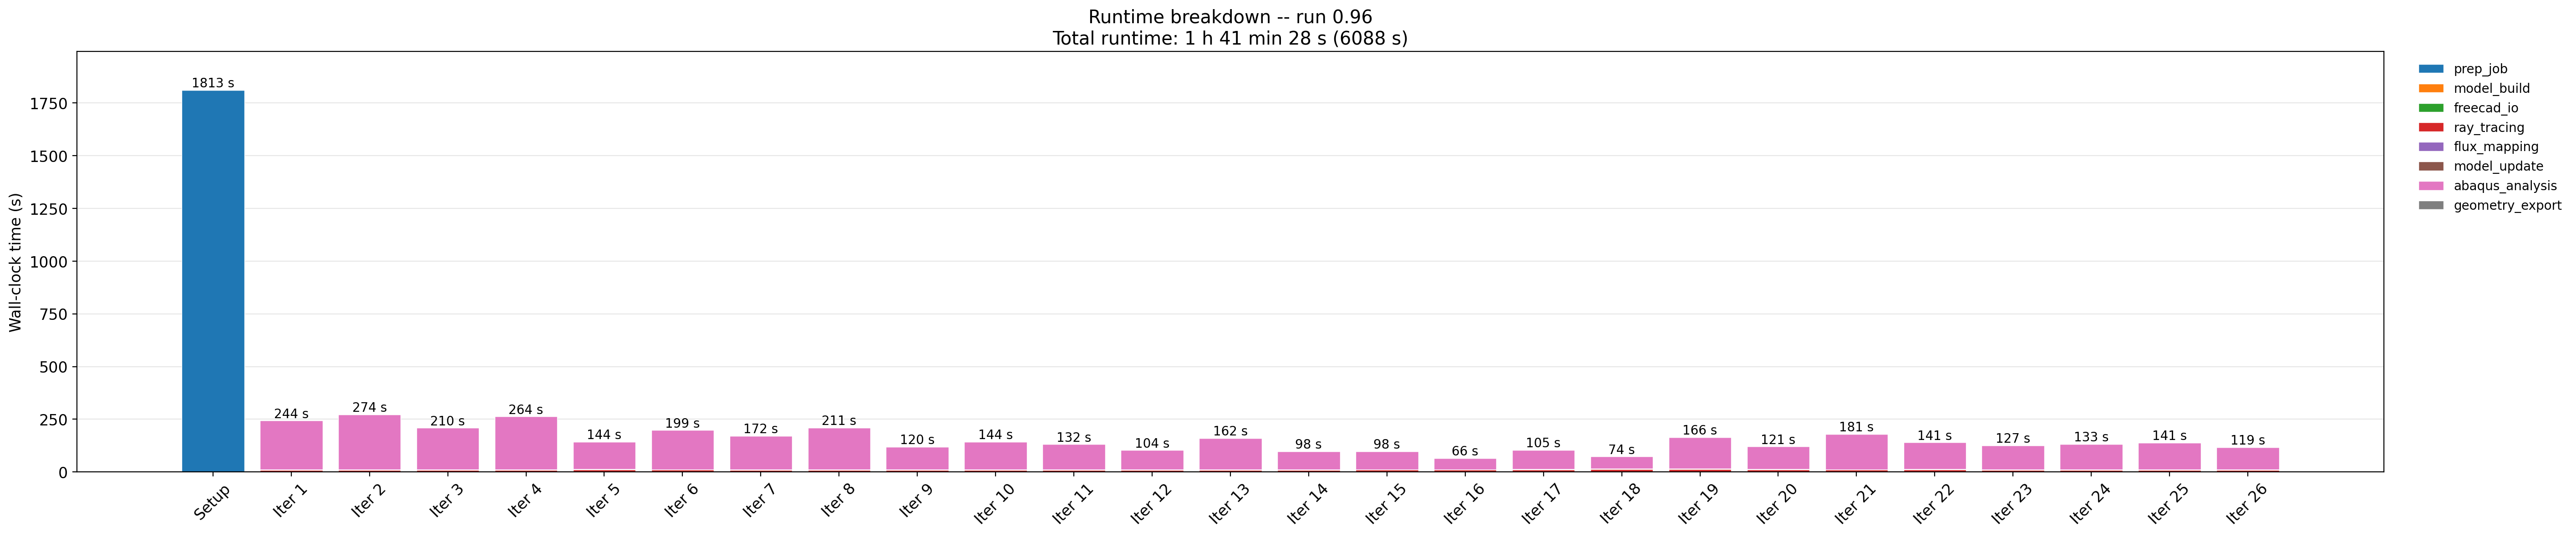 Runtime breakdown -- run 0.96
Total runtime: 1 h 41 min 28 s (6088 s)
Wall-clock time (s)
1750
1500
1250
1000
750
500
250
0
1813 s
244 s
274 s
210 s
264 s
144 s
199 s
172 s
211 s
120 s
144 s
132 s
104 s
162 s
98 s
98 s
66 s
105 s
74 s
166 s
121 s
181 s
141 s
127 s
133 s
141 s
119 s
Setup
Iter 1
Iter 2
Iter 3
Iter 4
Iter 5
Iter 6
Iter 7
Iter 8
Iter 9
Iter 10
Iter 11
Iter 12
Iter 13
Iter 14
Iter 15
Iter 16
Iter 17
Iter 18
Iter 19
Iter 20
Iter 21
Iter 22
Iter 23
Iter 24
Iter 25
Iter 26
prep_job
model_build
freecad_io
ray_tracing
flux_mapping
model_update
abaqus_analysis
geometry_export